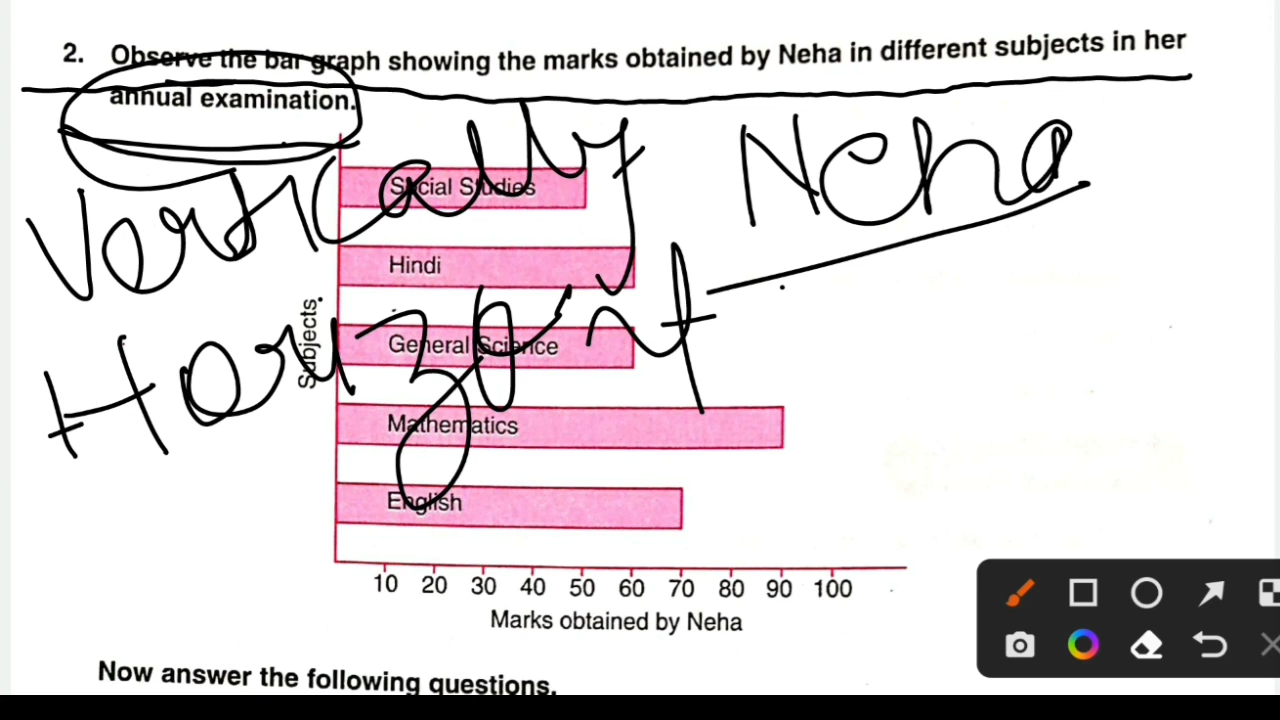 2. Observe the bar graph showing the marks obtained by Neha in different subjects in her
annual examination.
Vertically
Neha
Social Studies
Hindi
Horizont
Subjects.
General Science
Mathematics
English
10 20 30 40 50 60 70 80 90 100
Marks obtained by Neha
Now answer the following questions.